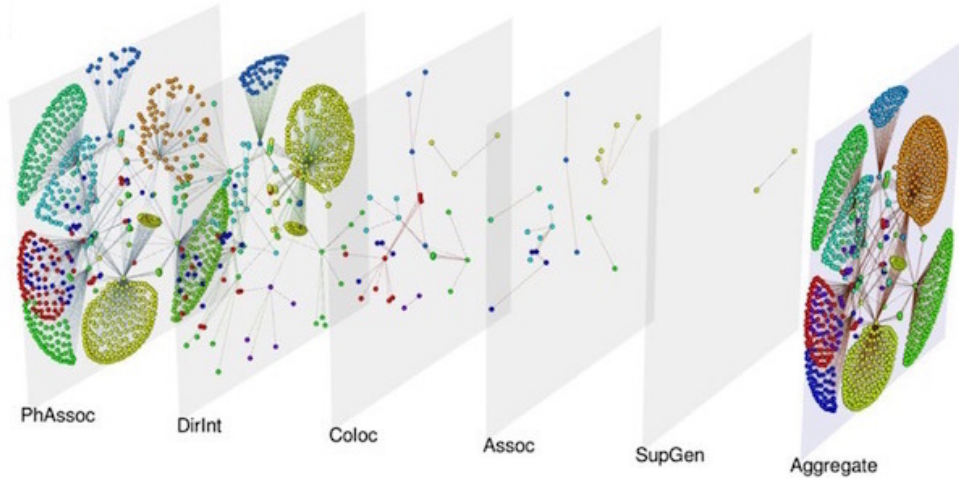 PhAssoc
DirInt
Coloc
Assoc
SupGen
Aggregate